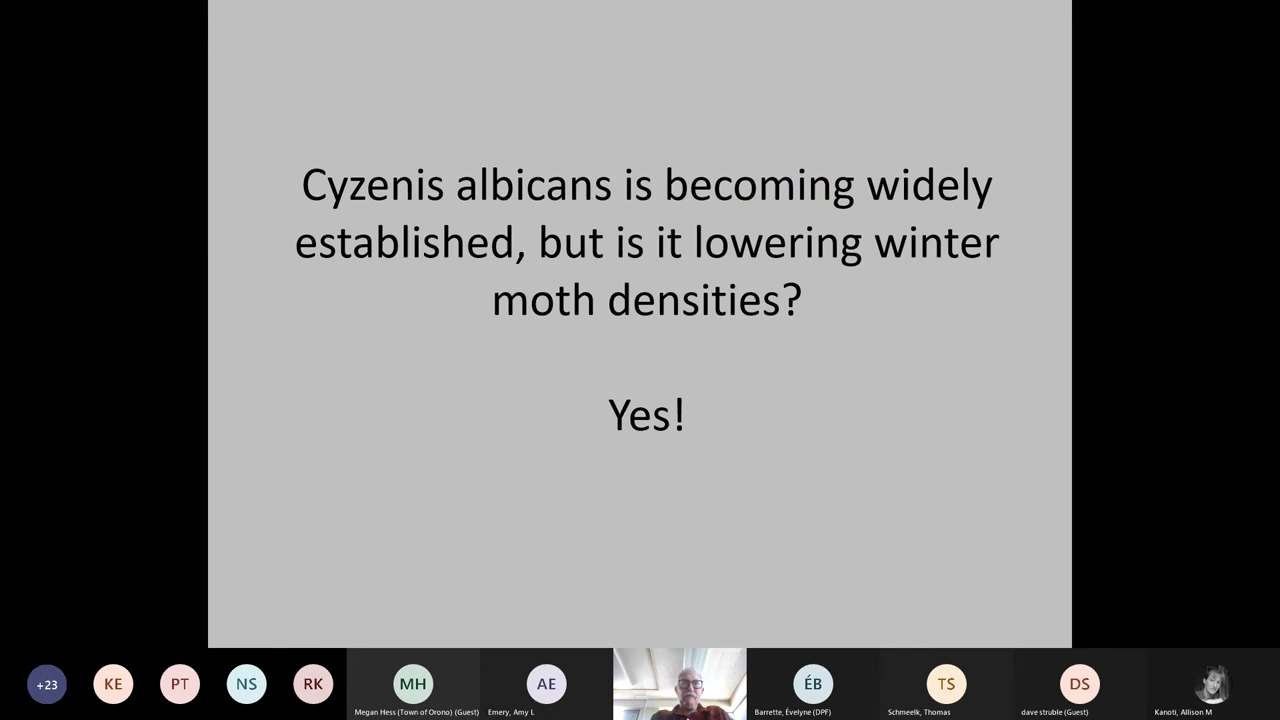 Cyzenis albicans is becoming widely
established, but is it lowering winter
moth densities?
Yes!
+23
KE
PT
NS
RK
MH
AE
ÉB
TS
DS
Megan Hess (Town of Orono) (Guest)
Emery, Amy L
Barrette, Évelyne (DPF)
Schmeelk, Thomas
dave struble (Guest)
Kanoti, Allison M